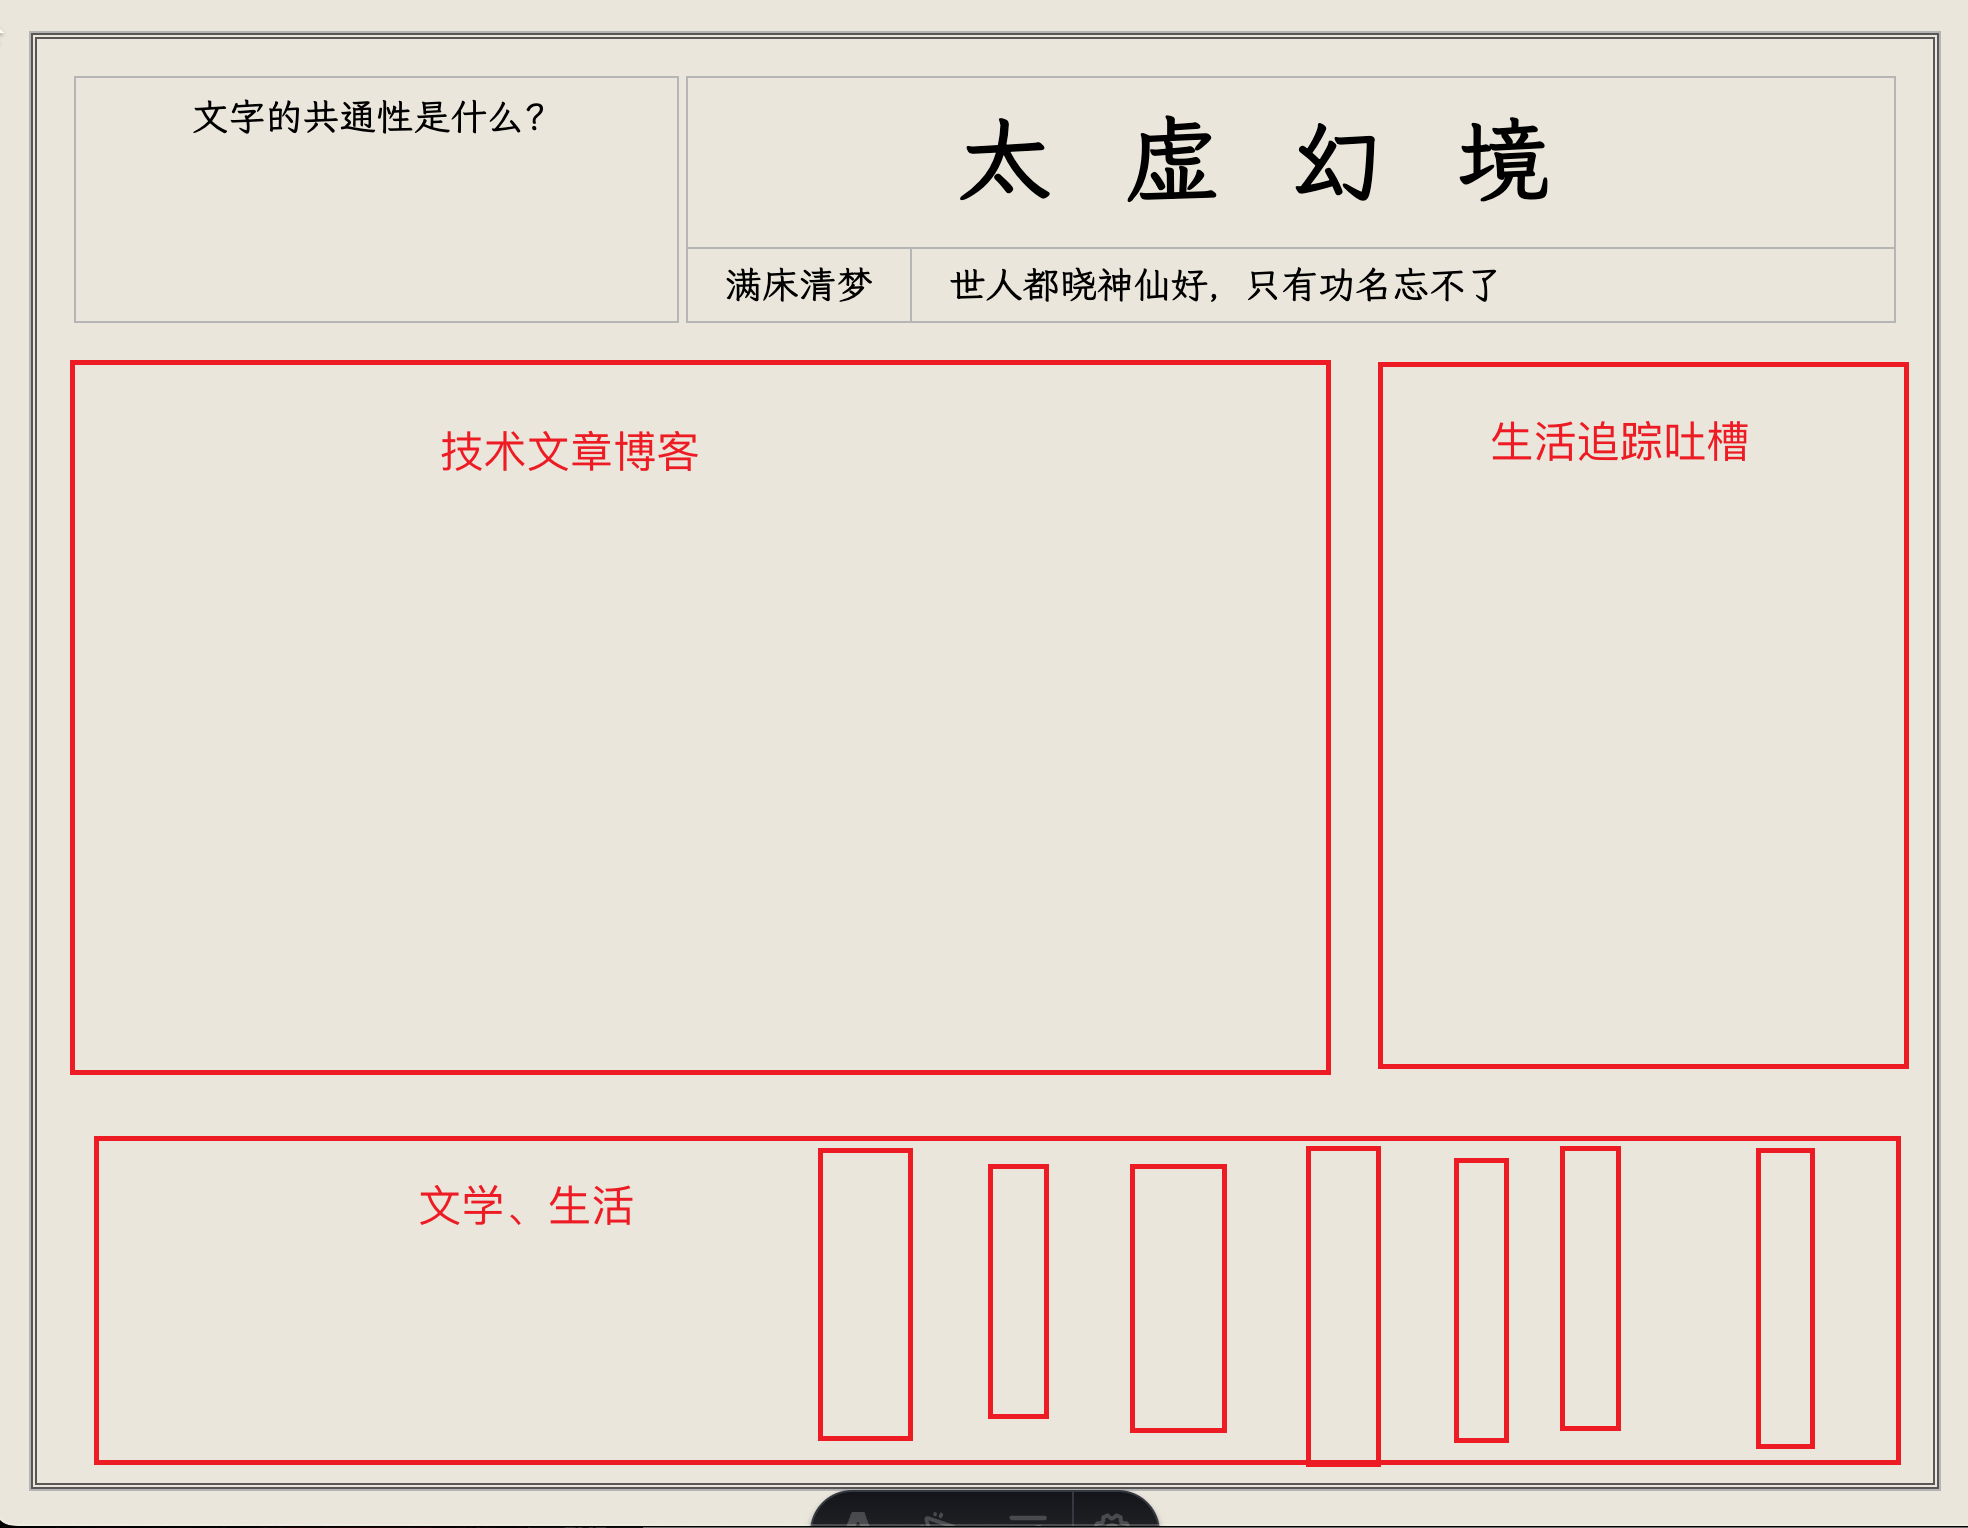 文字的共通性是什么？
太虚幻境
满床清梦
世人都晓神仙好，只有功名忘不了
技术文章博客
生活追踪吐槽
文学、生活